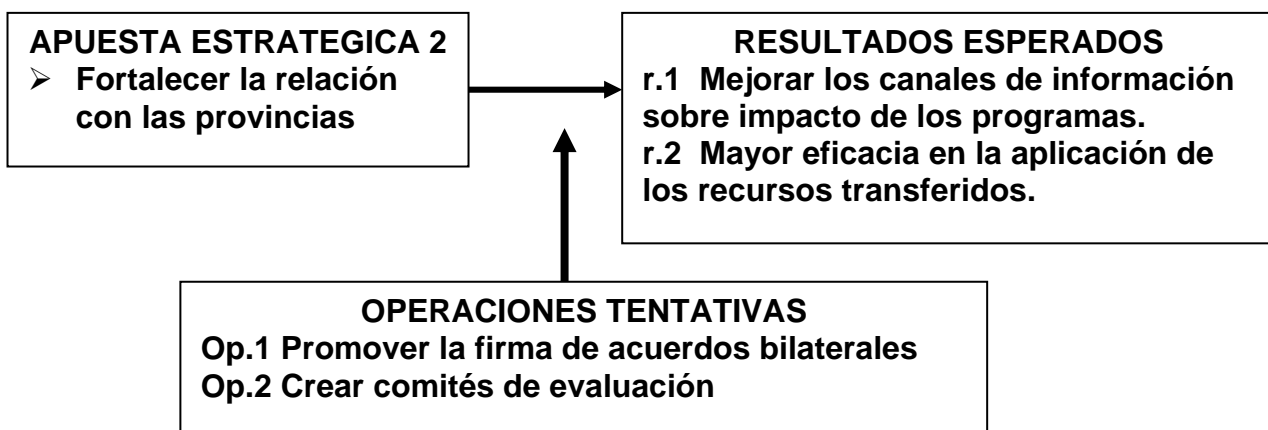 APUESTA ESTRATEGICA 2
➢ Fortalecer la relación
con las provincias
RESULTADOS ESPERADOS
r.1 Mejorar los canales de información
sobre impacto de los programas.
r.2 Mayor eficacia en la aplicación de
los recursos transferidos.
OPERACIONES TENTATIVAS
Op.1 Promover la firma de acuerdos bilaterales
Op.2 Crear comités de evaluación